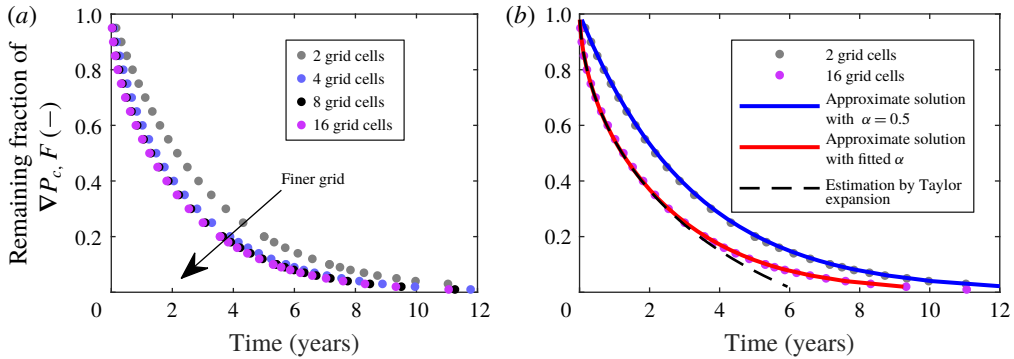 (a)
Remaining fraction of
∇P_c, F (−)
1.0
0.8
0.6
0.4
0.2
0
2
4
6
8
10
12
Time (years)
2 grid cells
4 grid cells
8 grid cells
16 grid cells
Finer grid
(b)
1.0
0.8
0.6
0.4
0.2
0
2
4
6
8
10
12
Time (years)
2 grid cells
16 grid cells
Approximate solution
with α = 0.5
Approximate solution
with fitted α
Estimation by Taylor
expansion